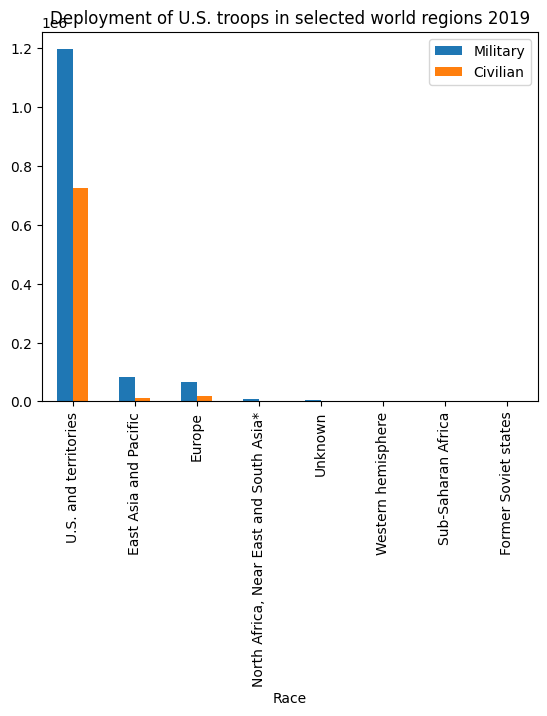 Deployment of U.S. troops in selected world regions 2019
1e6
Military
Civilian
1.2
1.0
0.8
0.6
0.4
0.2
0.0
U.S. and territories
East Asia and Pacific
Europe
North Africa, Near East and South Asia*
Unknown
Western hemisphere
Sub-Saharan Africa
Former Soviet states
Race